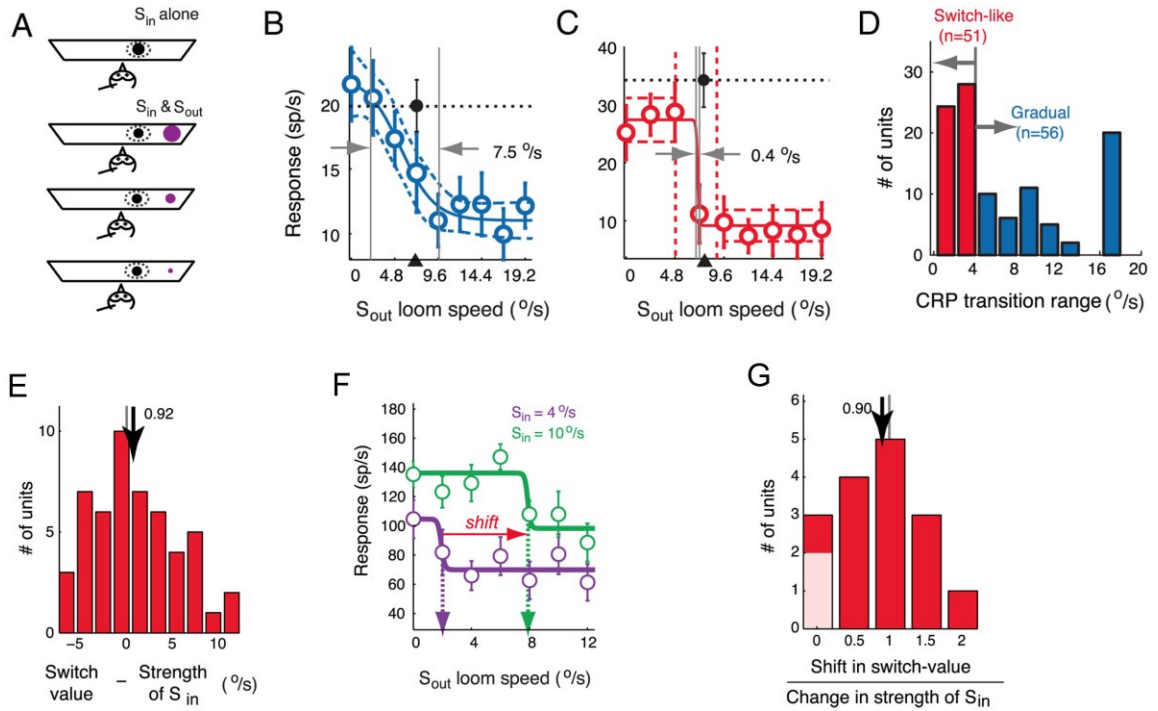 A
S_in alone
S_in & S_out
B
Response (sp/s)
20
15
10
7.5 °/s
0 4.8 9.6 14.4 19.2
S_out loom speed (°/s)
C
40
30
20
10
0.4 °/s
0 4.8 9.6 14.4 19.2
S_out loom speed (°/s)
D
Switch-like
(n=51)
Gradual
(n=56)
# of units
30
20
10
0
0 4 8 12 16 20
CRP transition range (°/s)
E
0.92
# of units
10
5
0
−5 0 5 10
Switch value − Strength of S_in (°/s)
F
S_in = 4 °/s
S_in = 10 °/s
Response (sp/s)
180
160
140
120
100
80
60
40
shift
0 4 8 12
S_out loom speed (°/s)
G
0.90
# of units
6
5
4
3
2
1
0
0 0.5 1 1.5 2
Shift in switch-value
Change in strength of S_in